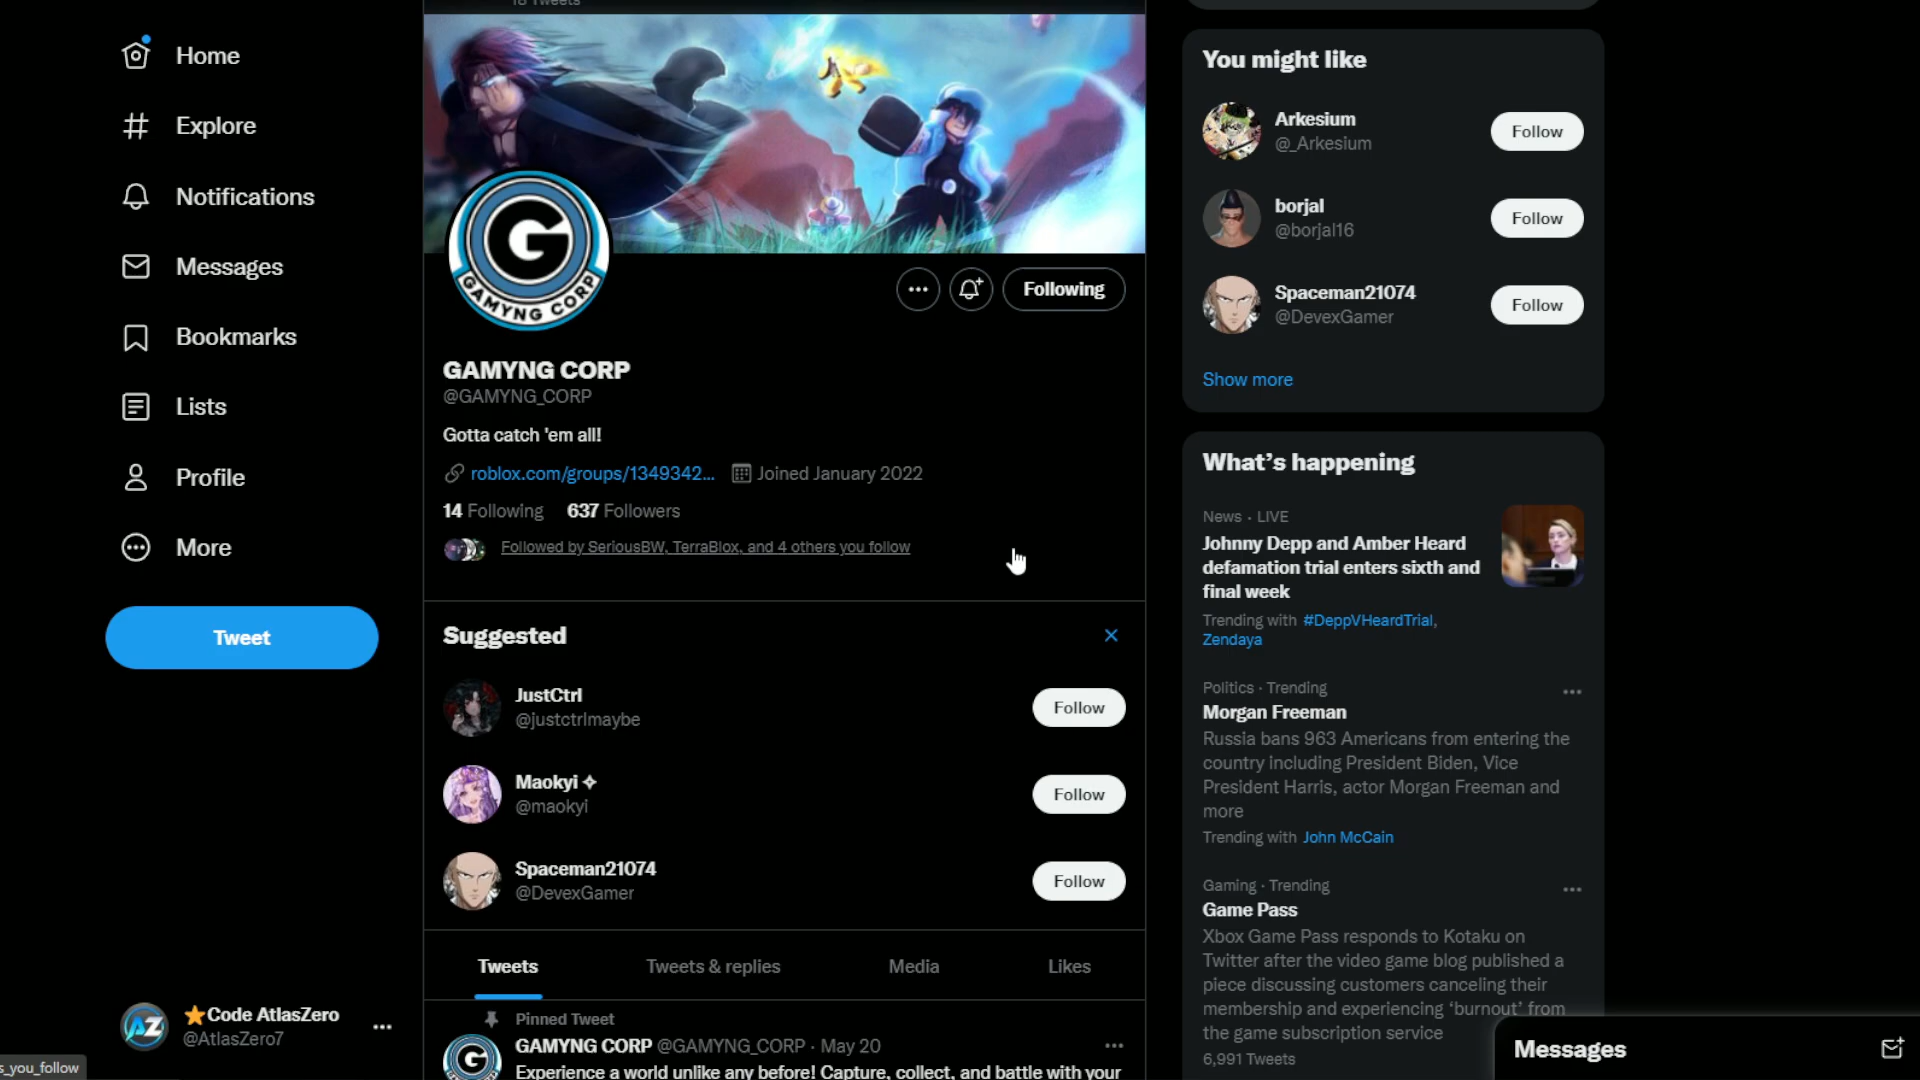 18 Tweets
Home
Explore
Notifications
Messages
Bookmarks
Lists
Profile
More
Tweet
⭐Code AtlasZero
@AtlasZero7
s_you_follow
G
GAMYNG CORP
Following
GAMYNG CORP
@GAMYNG_CORP
Gotta catch 'em all!
roblox.com/groups/1349342... Joined January 2022
14 Following 637 Followers
Followed by SeriousBW, TerraBlox, and 4 others you follow
Suggested
JustCtrl
@justctrlmaybe
Follow
Maokyi ✧
@maokyi
Follow
Spaceman21074
@DevexGamer
Follow
Tweets Tweets & replies Media Likes
Pinned Tweet
GAMYNG CORP @GAMYNG_CORP · May 20
Experience a world unlike any before! Capture, collect, and battle with your
You might like
Arkesium
@_Arkesium
Follow
borjal
@borjal16
Follow
Spaceman21074
@DevexGamer
Follow
Show more
What's happening
News · LIVE
Johnny Depp and Amber Heard
defamation trial enters sixth and
final week
Trending with #DeppVHeardTrial,
Zendaya
Politics · Trending
Morgan Freeman
Russia bans 963 Americans from entering the
country including President Biden, Vice
President Harris, actor Morgan Freeman and
more
Trending with John McCain
Gaming · Trending
Game Pass
Xbox Game Pass responds to Kotaku on
Twitter after the video game blog published a
piece discussing customers canceling their
membership and experiencing 'burnout' from
the game subscription service
6,991 Tweets
Messages